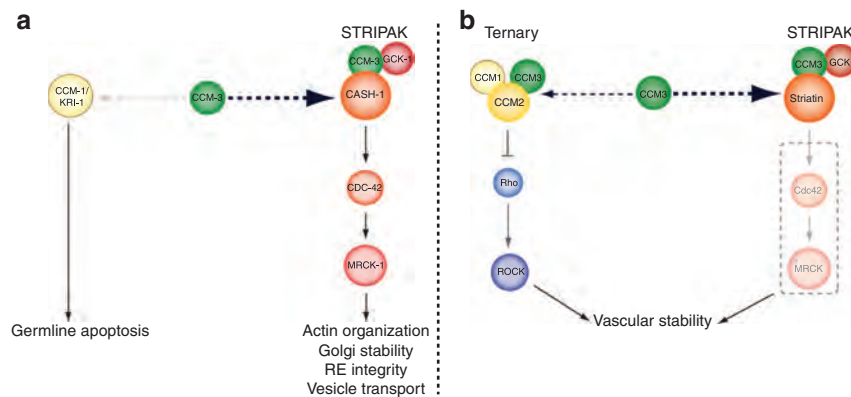 a
STRIPAK
CCM-3
GCK-1
CCM-1/
KRI-1
CCM-3
CASH-1
CDC-42
MRCK-1
Germline apoptosis
Actin organization
Golgi stability
RE integrity
Vesicle transport
b
Ternary
STRIPAK
CCM1
CCM3
CCM2
CCM3
CCM3
GCK
Striatin
Rho
Cdc42
ROCK
MRCK
Vascular stability